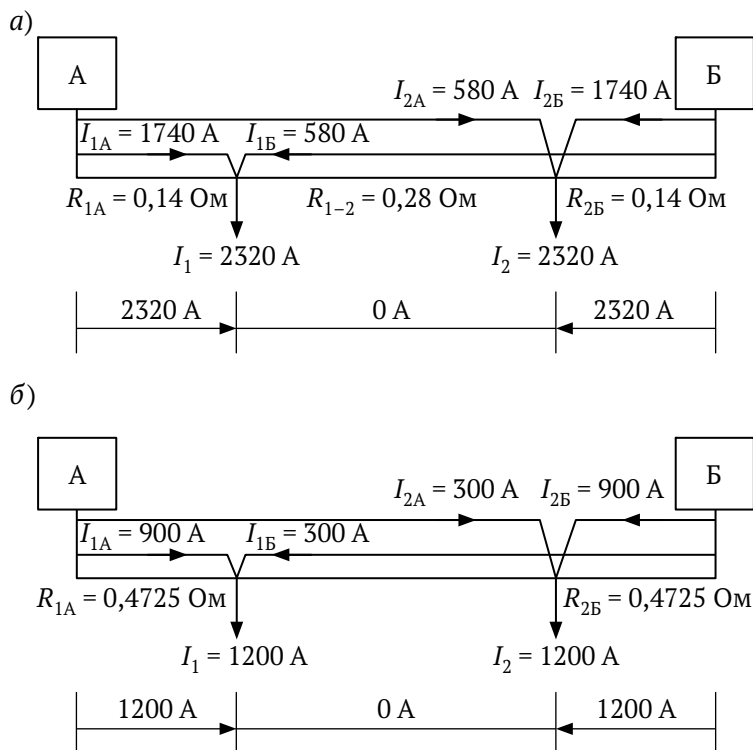 а)
А
Б
I2А = 580 А
I2Б = 1740 А
I1А = 1740 А
I1Б = 580 А
R1А = 0,14 Ом
R1–2 = 0,28 Ом
R2Б = 0,14 Ом
I1 = 2320 А
I2 = 2320 А
2320 А
0 А
2320 А
б)
А
Б
I2А = 300 А
I2Б = 900 А
I1А = 900 А
I1Б = 300 А
R1А = 0,4725 Ом
R2Б = 0,4725 Ом
I1 = 1200 А
I2 = 1200 А
1200 А
0 А
1200 А